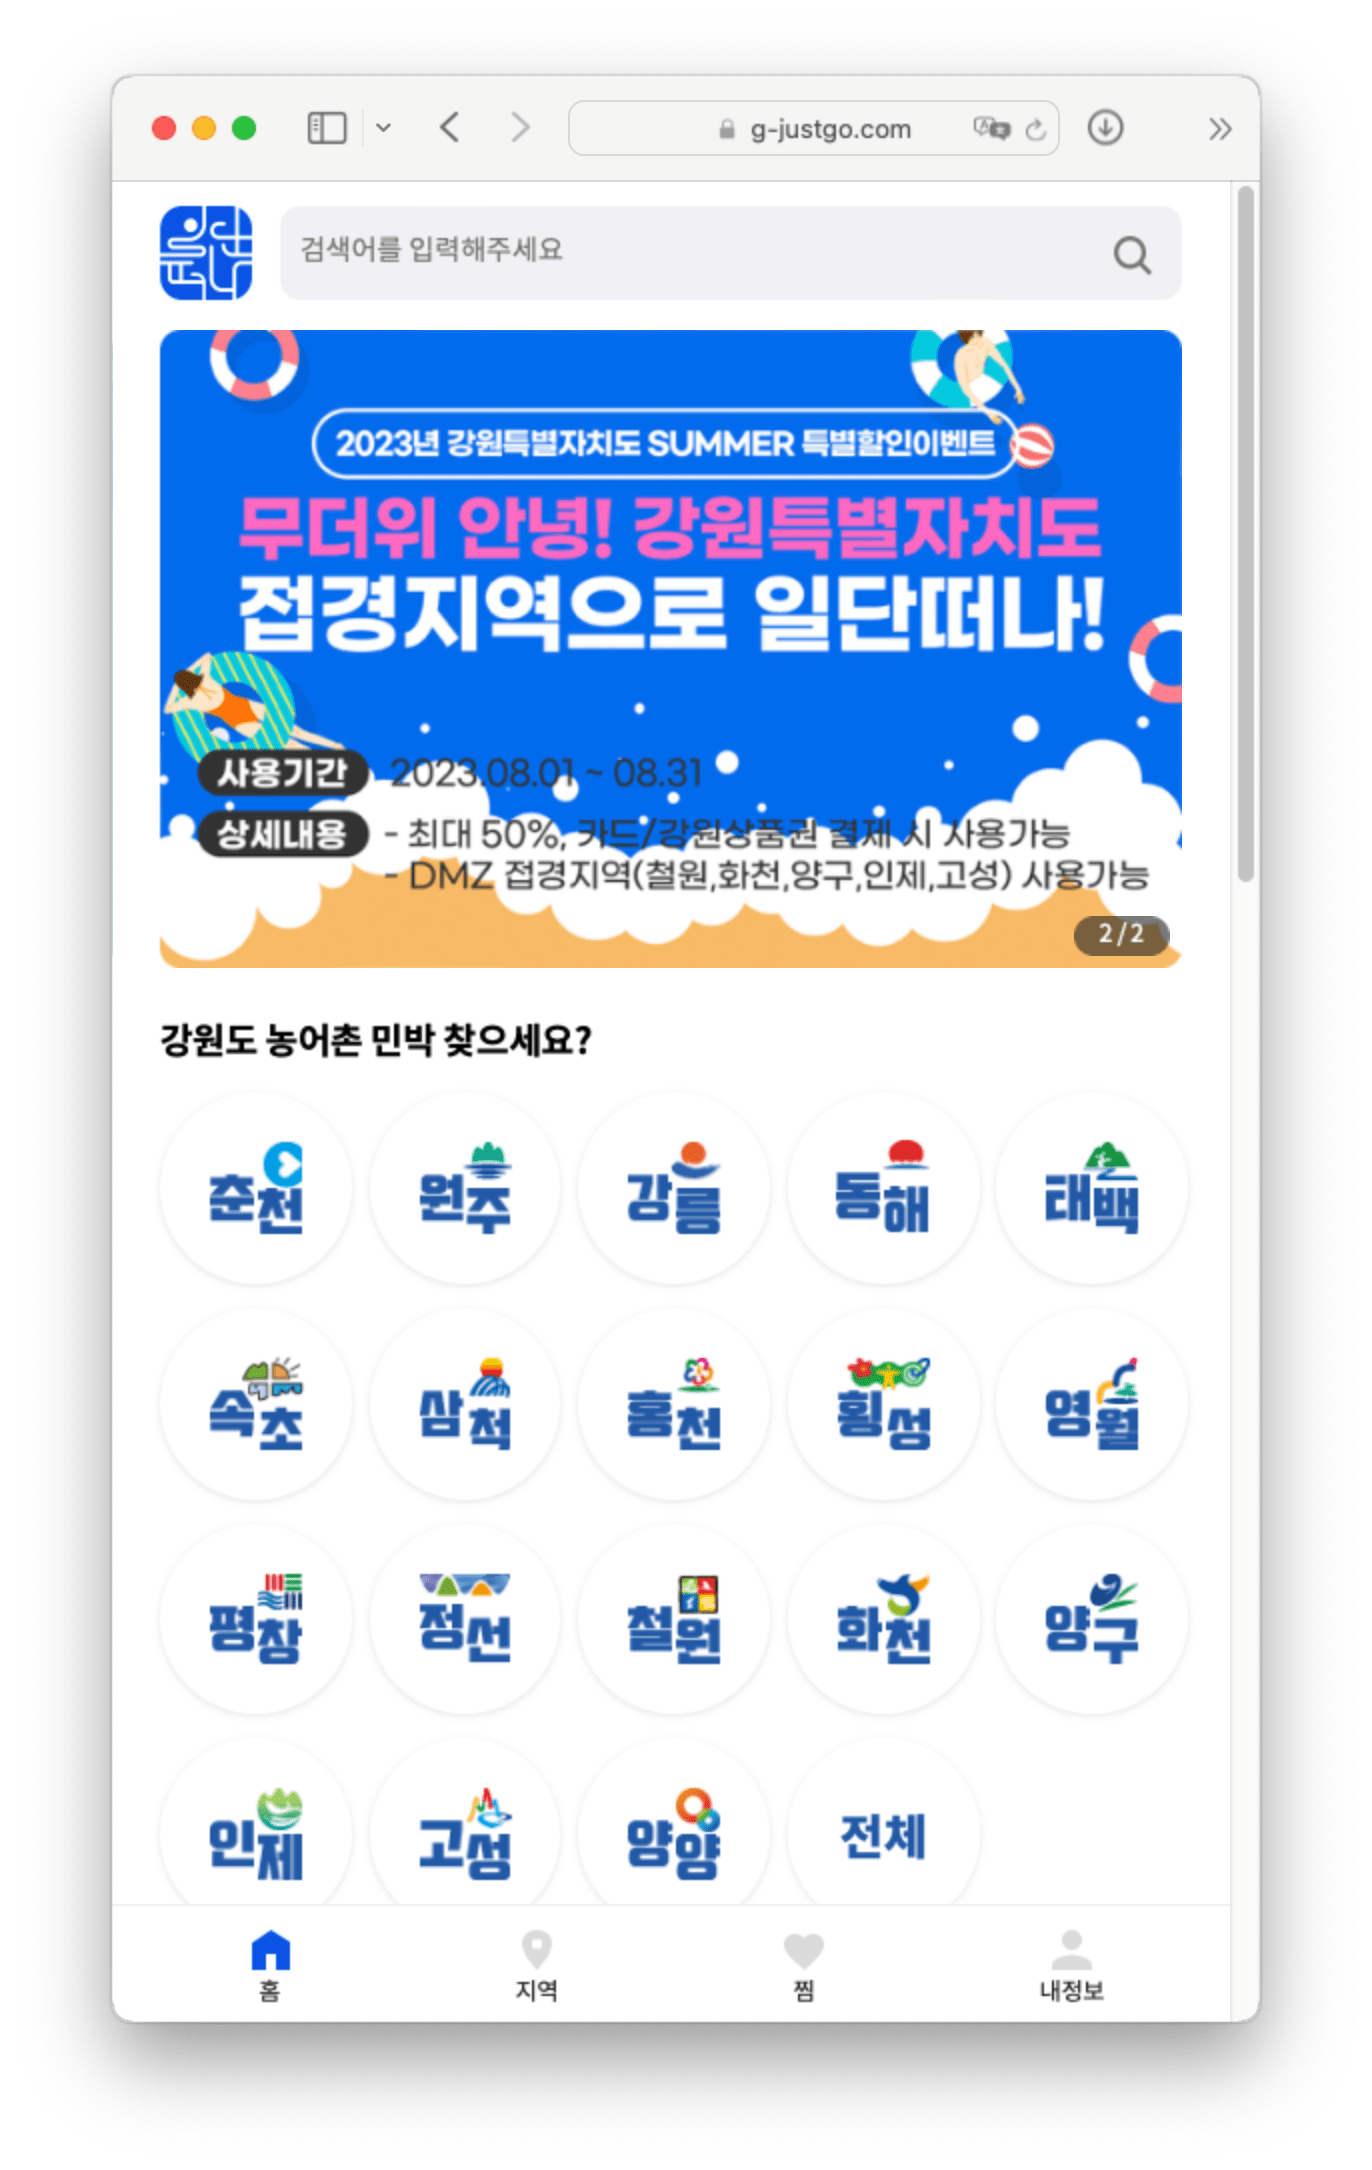 g-justgo.com
검색어를 입력해주세요
2023년 강원특별자치도 SUMMER 특별할인이벤트
무더위 안녕! 강원특별자치도
접경지역으로 일단떠나!
사용기간 2023.08.01 ~ 08.31
상세내용 - 최대 50%, 카드/강원상품권 결제 시 사용가능
- DMZ 접경지역(철원,화천,양구,인제,고성) 사용가능
2/2
강원도 농어촌 민박 찾으세요?
춘천 원주 강릉 동해 태백
속초 삼척 홍천 횡성 영월
평창 정선 철원 화천 양구
인제 고성 양양 전체
홈 지역 찜 내정보